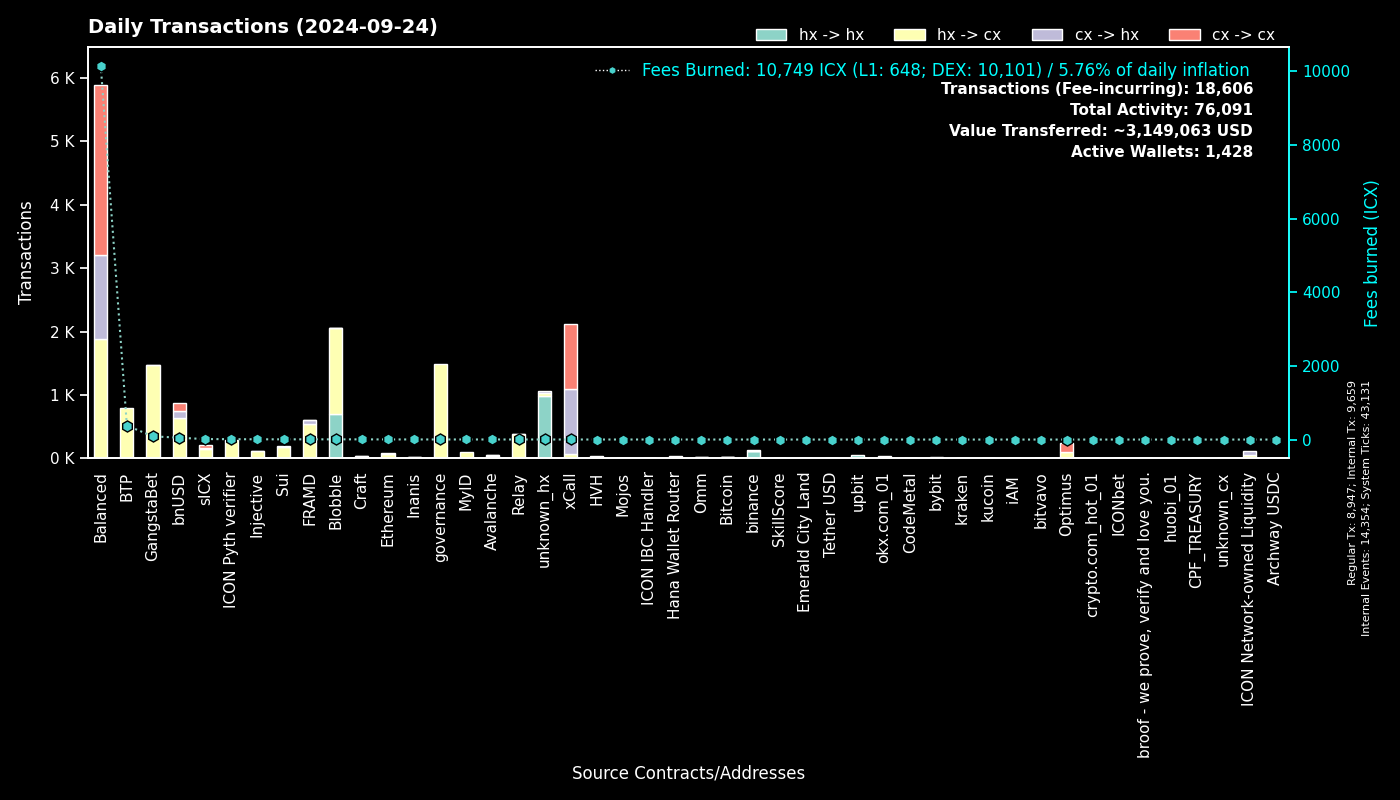 Daily Transactions (2024-09-24)
hx -> hx
hx -> cx
cx -> hx
cx -> cx
Fees Burned: 10,749 ICX (L1: 648; DEX: 10,101) / 5.76% of daily inflation
Transactions (Fee-incurring): 18,606
Total Activity: 76,091
Value Transferred: ~3,149,063 USD
Active Wallets: 1,428
Transactions
6 K
5 K
4 K
3 K
2 K
1 K
0 K
10000
8000
6000
4000
2000
0
Fees burned (ICX)
Regular Tx: 8,947; Internal Tx: 9,659
Internal Events: 14,354; System Ticks: 43,131
Balanced
BTP
GangstaBet
bnUSD
sICX
ICON Pyth verifier
Injective
Sui
FRAMD
Blobble
Craft
Ethereum
Inanis
governance
MyID
Avalanche
Relay
unknown_hx
xCall
HVH
Mojos
ICON IBC Handler
Hana Wallet Router
Omm
Bitcoin
binance
SkillScore
Emerald City Land
Tether USD
upbit
okx.com_01
CodeMetal
bybit
kraken
kucoin
iAM
bitvavo
Optimus
crypto.com_hot_01
ICONbet
broof - we prove, verify and love you.
huobi_01
CPF_TREASURY
unknown_cx
ICON Network-owned Liquidity
Archway USDC
Source Contracts/Addresses